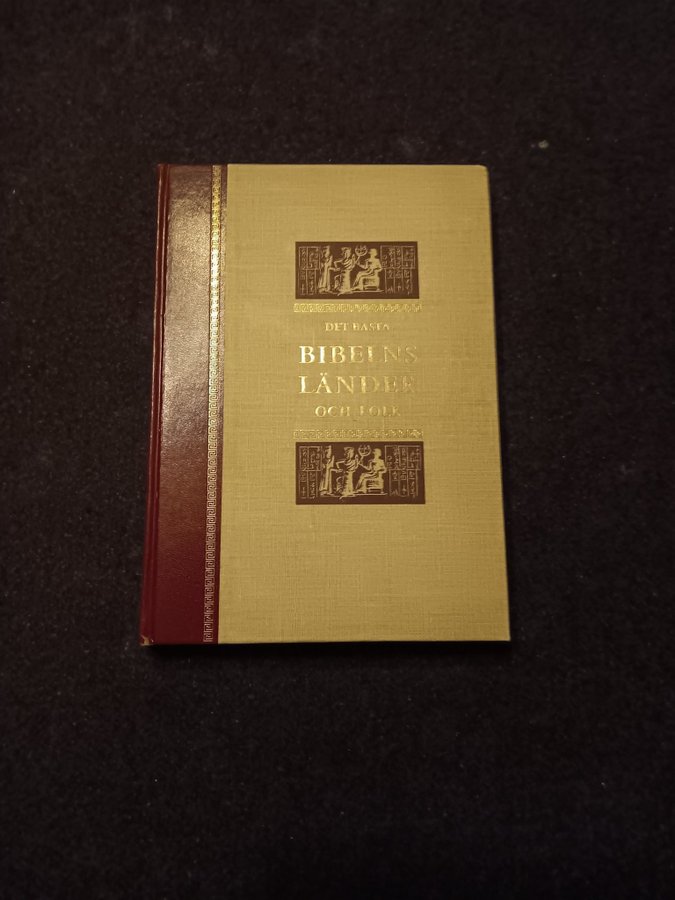 DET BÄSTA
BIBELNS
LÄNDER
OCH FOLK